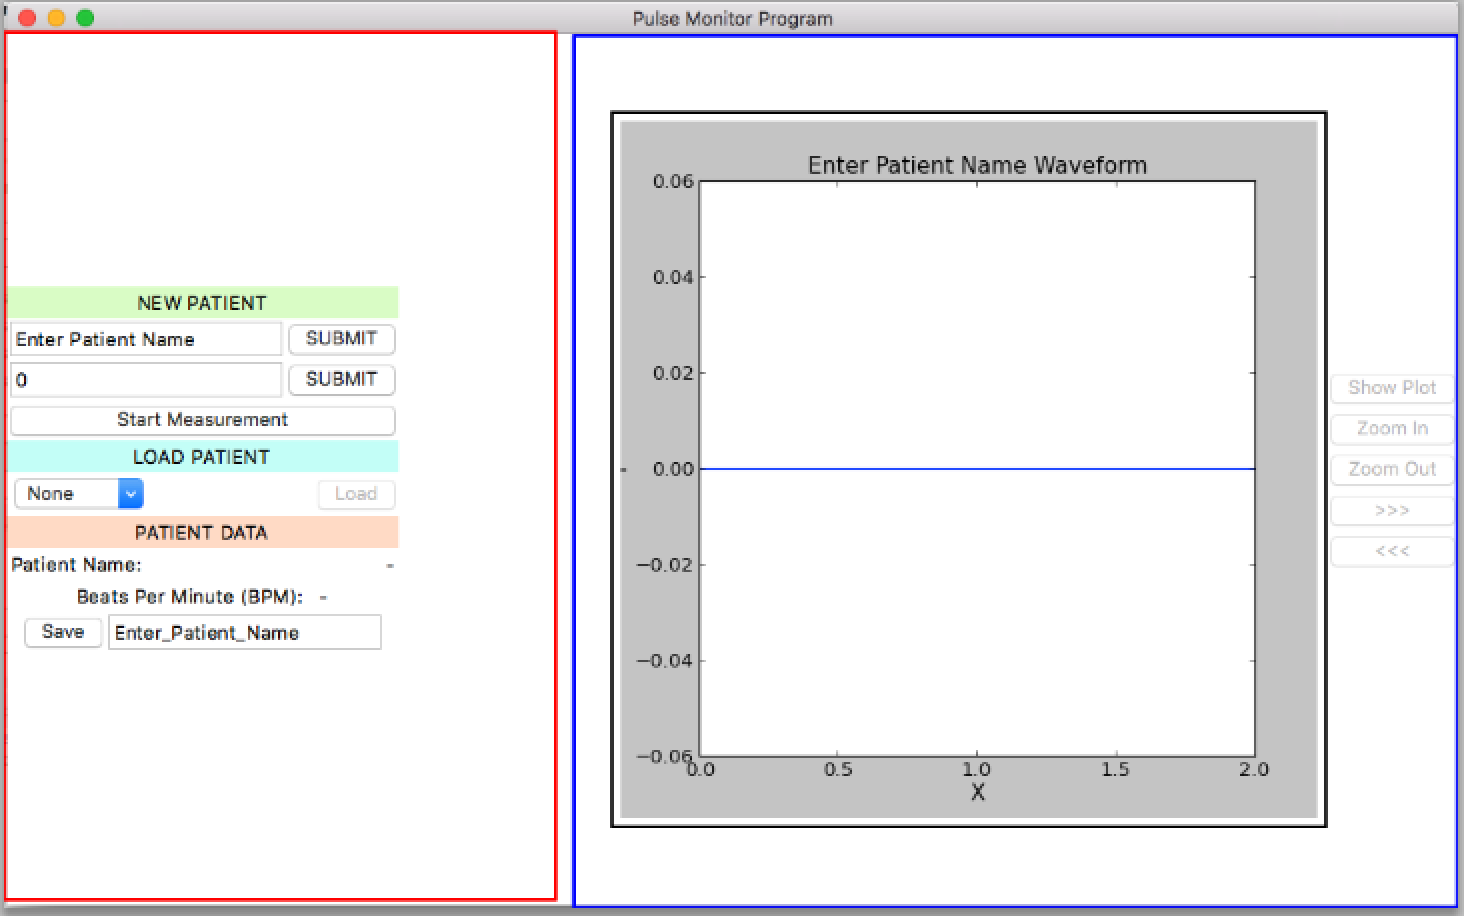 Pulse Monitor Program
NEW PATIENT
Enter Patient Name SUBMIT
0 SUBMIT
Start Measurement
LOAD PATIENT
None Load
PATIENT DATA
Patient Name: -
Beats Per Minute (BPM): -
Save Enter_Patient_Name
Enter Patient Name Waveform
0.06
0.04
0.02
- 0.00
−0.02
−0.04
−0.06
0.0 0.5 1.0 1.5 2.0
X
Show Plot
Zoom In
Zoom Out
>>>
<<<